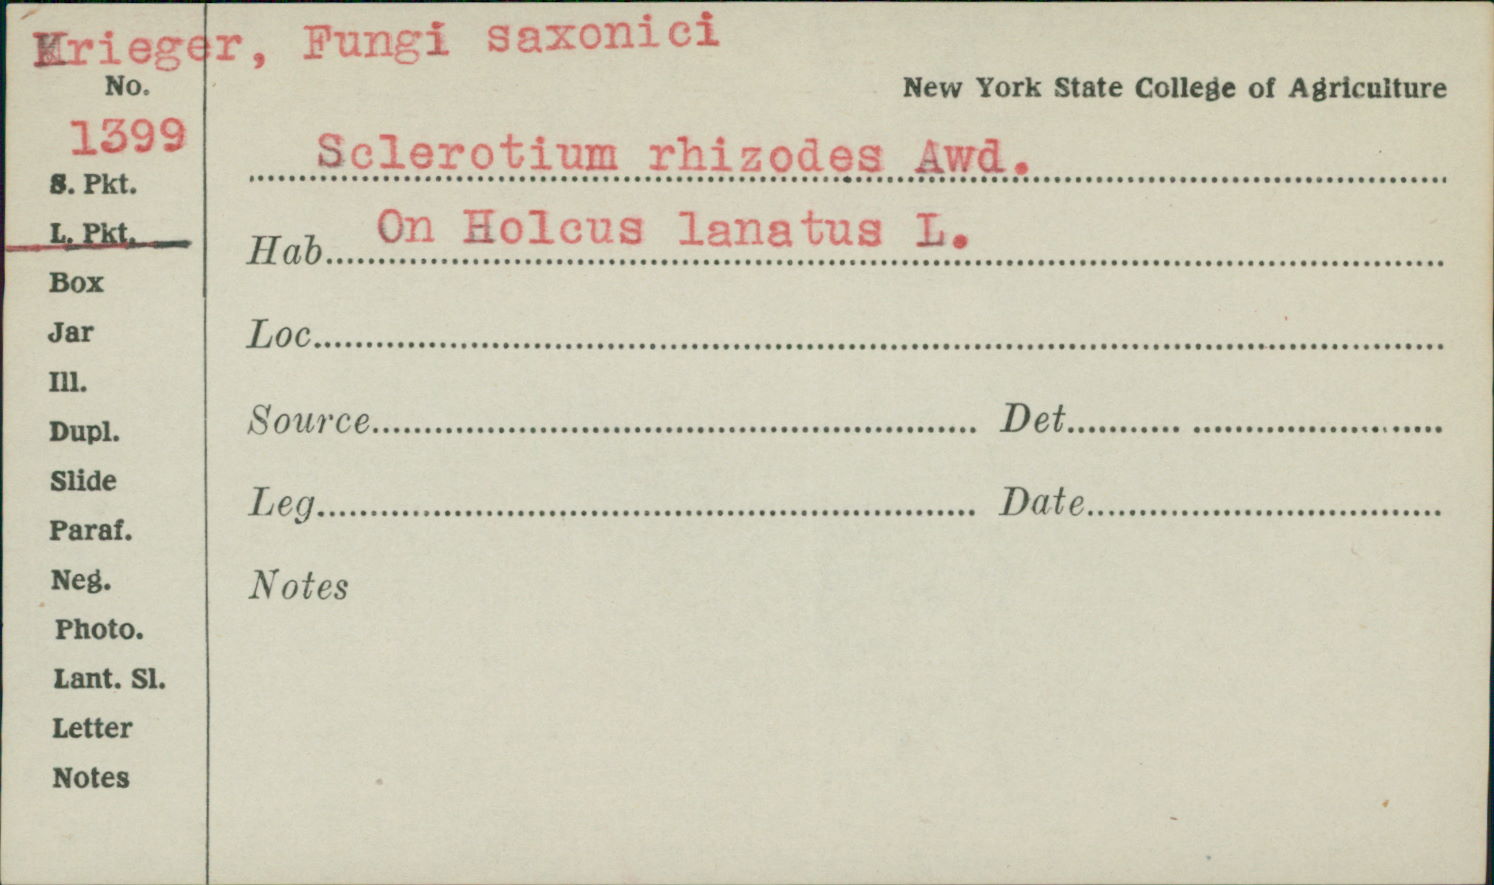 Krieger, Fungi saxonici
No.
New York State College of Agriculture
1399
Sclerotium rhizodes Awd.
S. Pkt.
On Holcus lanatus L.
L. Pkt.
Hab
Box
Loc
Jar
Ill.
Source Det
Dupl.
Slide
Leg Date
Paraf.
Neg.
Notes
Photo.
Lant. Sl.
Letter
Notes